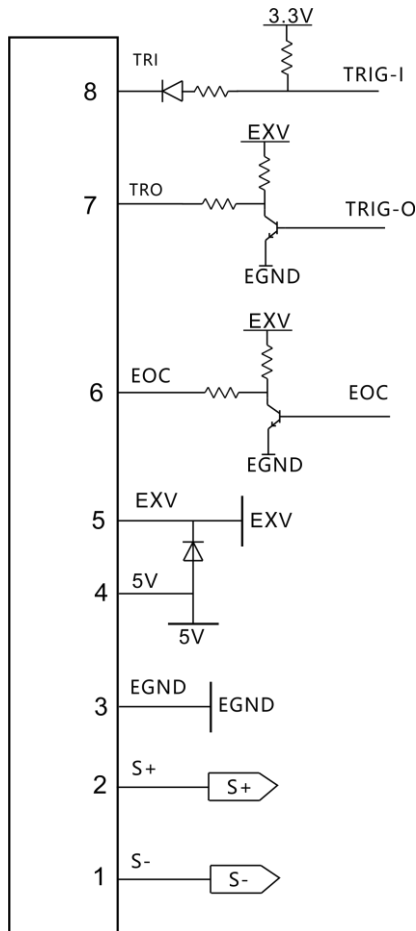 3.3V
TRI
8
TRIG-I
EXV
TRO
7
TRIG-O
EGND
EXV
EOC
6
EOC
EGND
EXV
5
EXV
5V
4
5V
EGND
3
EGND
S+
2
S+
S-
1
S-